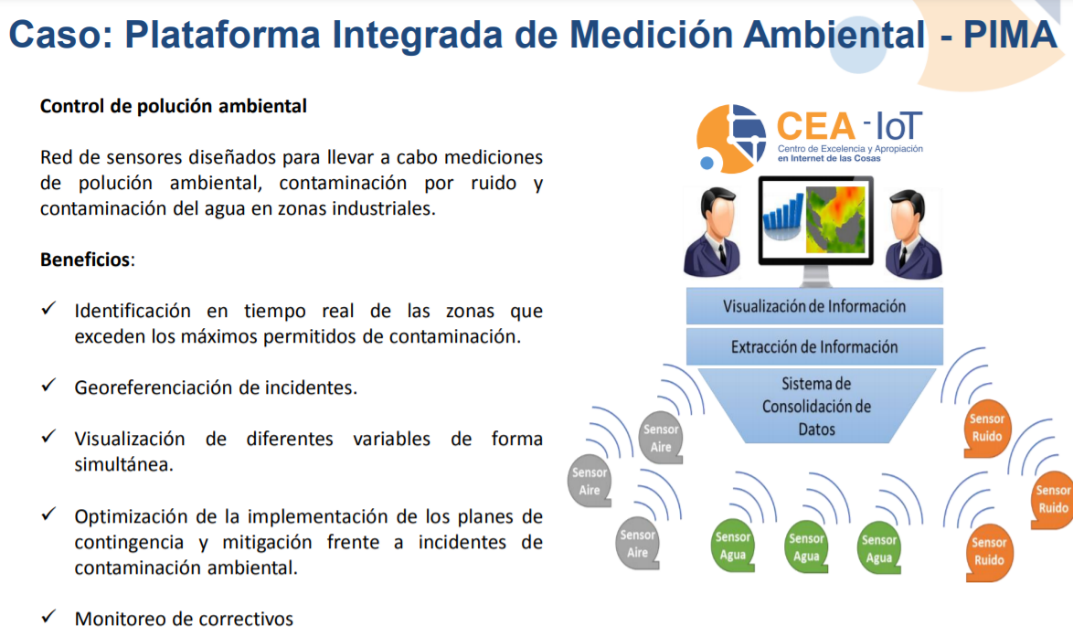 Caso: Plataforma Integrada de Medición Ambiental - PIMA
Control de polución ambiental
Red de sensores diseñados para llevar a cabo mediciones
de polución ambiental, contaminación por ruido y
contaminación del agua en zonas industriales.
Beneficios:
✓ Identificación en tiempo real de las zonas que
exceden los máximos permitidos de contaminación.
✓ Georeferenciación de incidentes.
✓ Visualización de diferentes variables de forma
simultánea.
✓ Optimización de la implementación de los planes de
contingencia y mitigación frente a incidentes de
contaminación ambiental.
✓ Monitoreo de correctivos
CEA-IoT
Centro de Excelencia y Apropiación
en Internet de las Cosas
Visualización de Información
Extracción de Información
Sistema de
Consolidación de
Datos
Sensor
Aire
Sensor
Aire
Sensor
Aire
Sensor
Agua
Sensor
Agua
Sensor
Agua
Sensor
Ruido
Sensor
Ruido
Sensor
Ruido